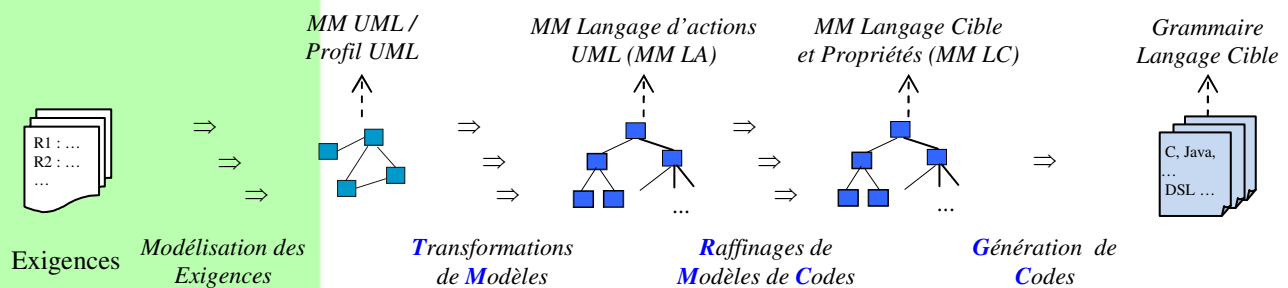 MM UML /
Profil UML
MM Langage d'actions
UML (MM LA)
MM Langage Cible
et Propriétés (MM LC)
Grammaire
Langage Cible
R1 : …
R2 : …
…
C, Java,
…
DSL …
...
...
Exigences
Modélisation des
Exigences
Transformations
de Modèles
Raffinages de
Modèles de Codes
Génération de
Codes